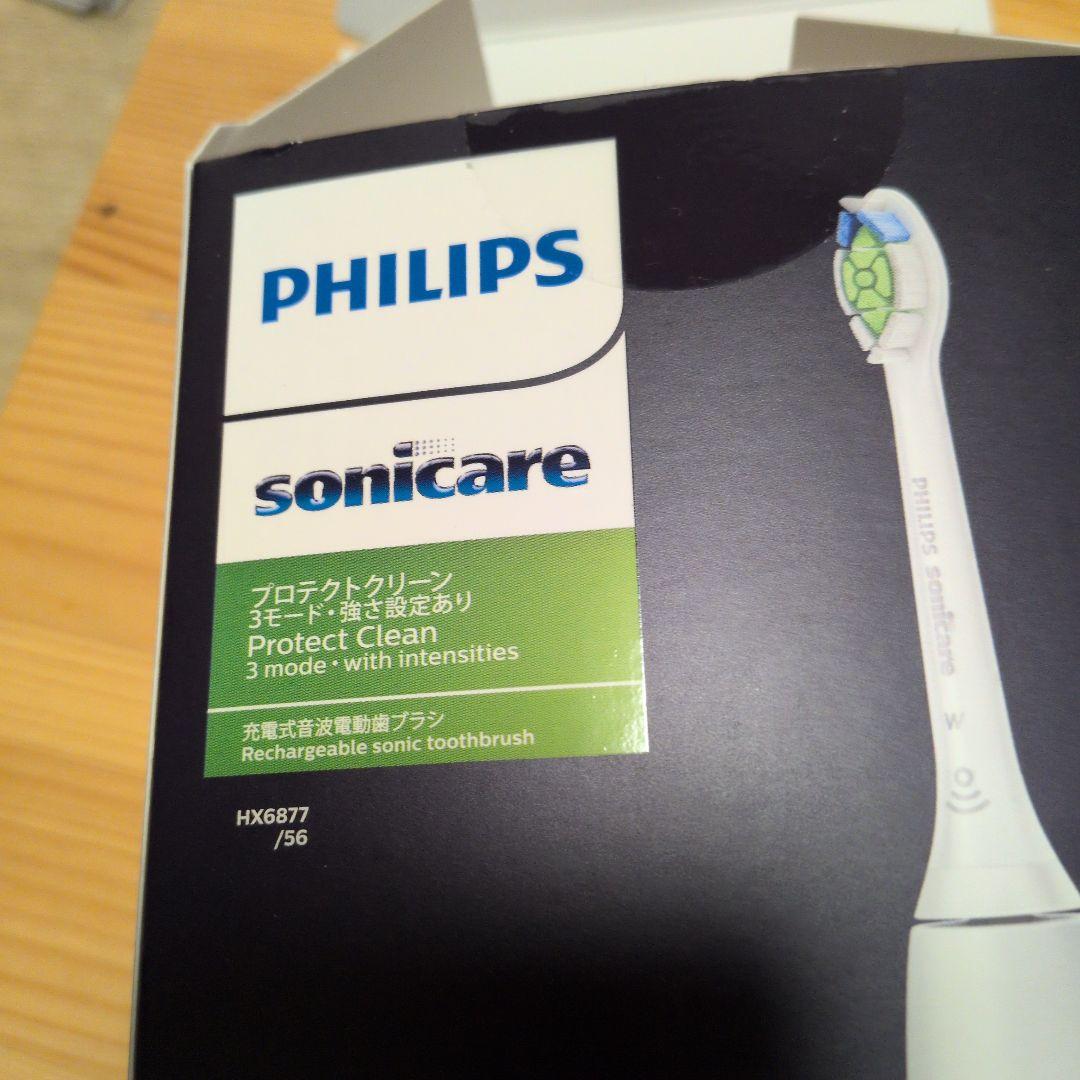 PHILIPS
sonicare
プロテクトクリーン
3モード・強さ設定あり
Protect Clean
3 mode・with intensities
充電式音波電動歯ブラシ
Rechargeable sonic toothbrush
HX6877
/56
PHILIPS sonicare
W